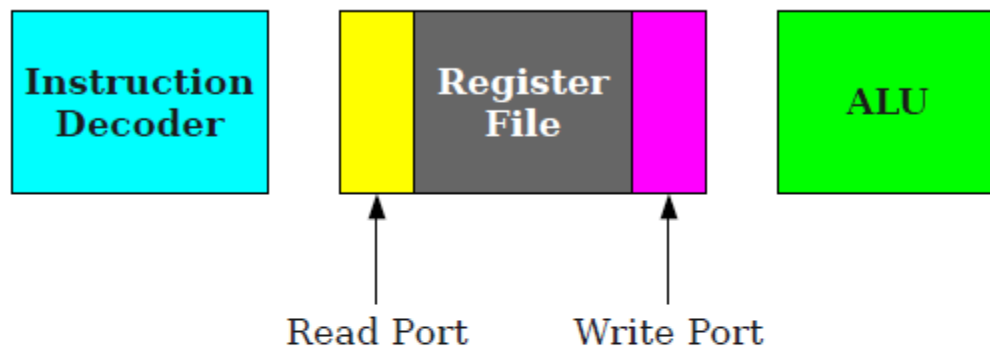 Instruction
Decoder
Register
File
ALU
Read Port
Write Port